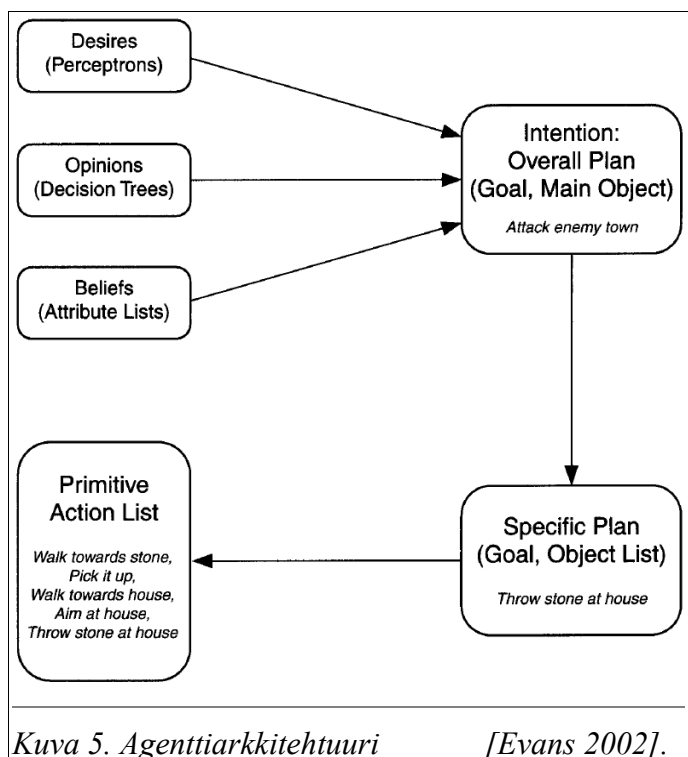 Desires
(Perceptrons)
Opinions
(Decision Trees)
Beliefs
(Attribute Lists)
Intention:
Overall Plan
(Goal, Main Object)
Attack enemy town
Specific Plan
(Goal, Object List)
Throw stone at house
Primitive
Action List
Walk towards stone,
Pick it up,
Walk towards house,
Aim at house,
Throw stone at house
Kuva 5. Agenttiarkkitehtuuri [Evans 2002].